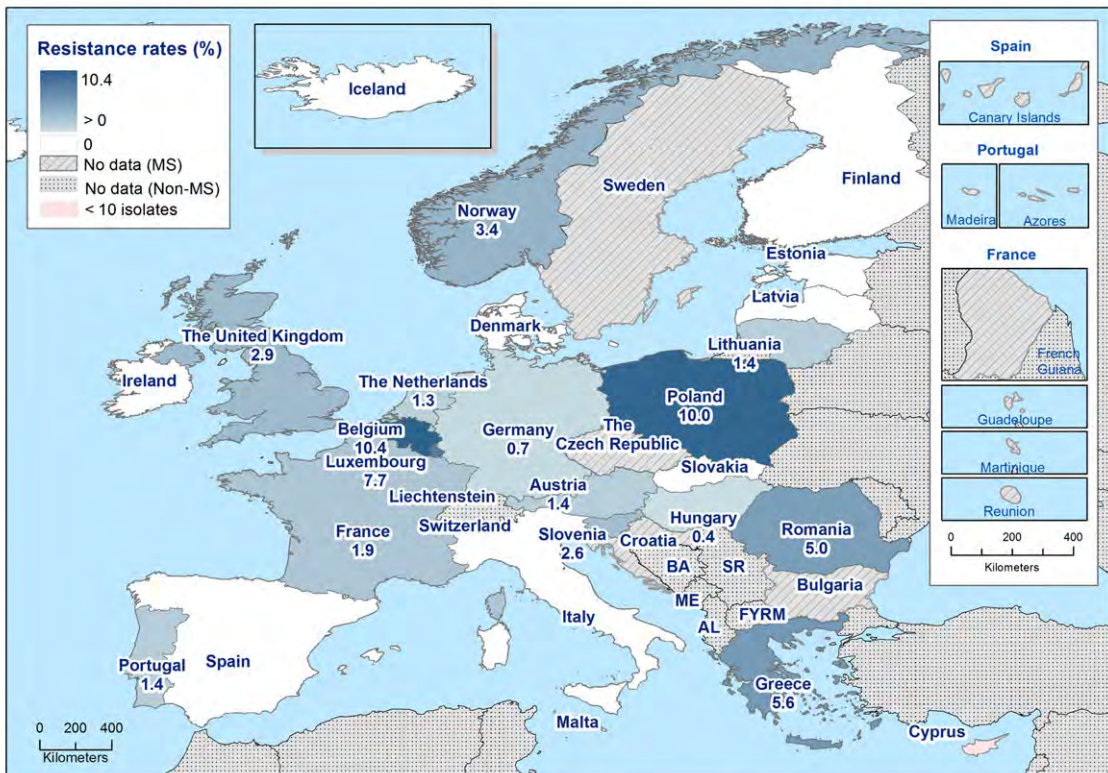 Resistance rates (%)
10.4
> 0
0
No data (MS)
No data (Non-MS)
< 10 isolates
Iceland
Norway
3.4
Sweden
Finland
Estonia
Latvia
Lithuania
1.4
Denmark
The United Kingdom
2.9
Ireland
The Netherlands
1.3
Belgium
10.4
Luxembourg
7.7
Germany
0.7
Poland
10.0
The
Czech Republic
Slovakia
Liechtenstein
Austria
1.4
Switzerland
France
1.9
Slovenia
2.6
Hungary
0.4
Romania
5.0
Croatia
BA
SR
Bulgaria
ME
FYRM
AL
Italy
Greece
5.6
Portugal
1.4
Spain
Malta
Cyprus
0 200 400
Kilometers
Spain
Canary Islands
Portugal
Madeira
Azores
France
French
Guiana
Guadeloupe
Martinique
Reunion
0 200 400
Kilometers